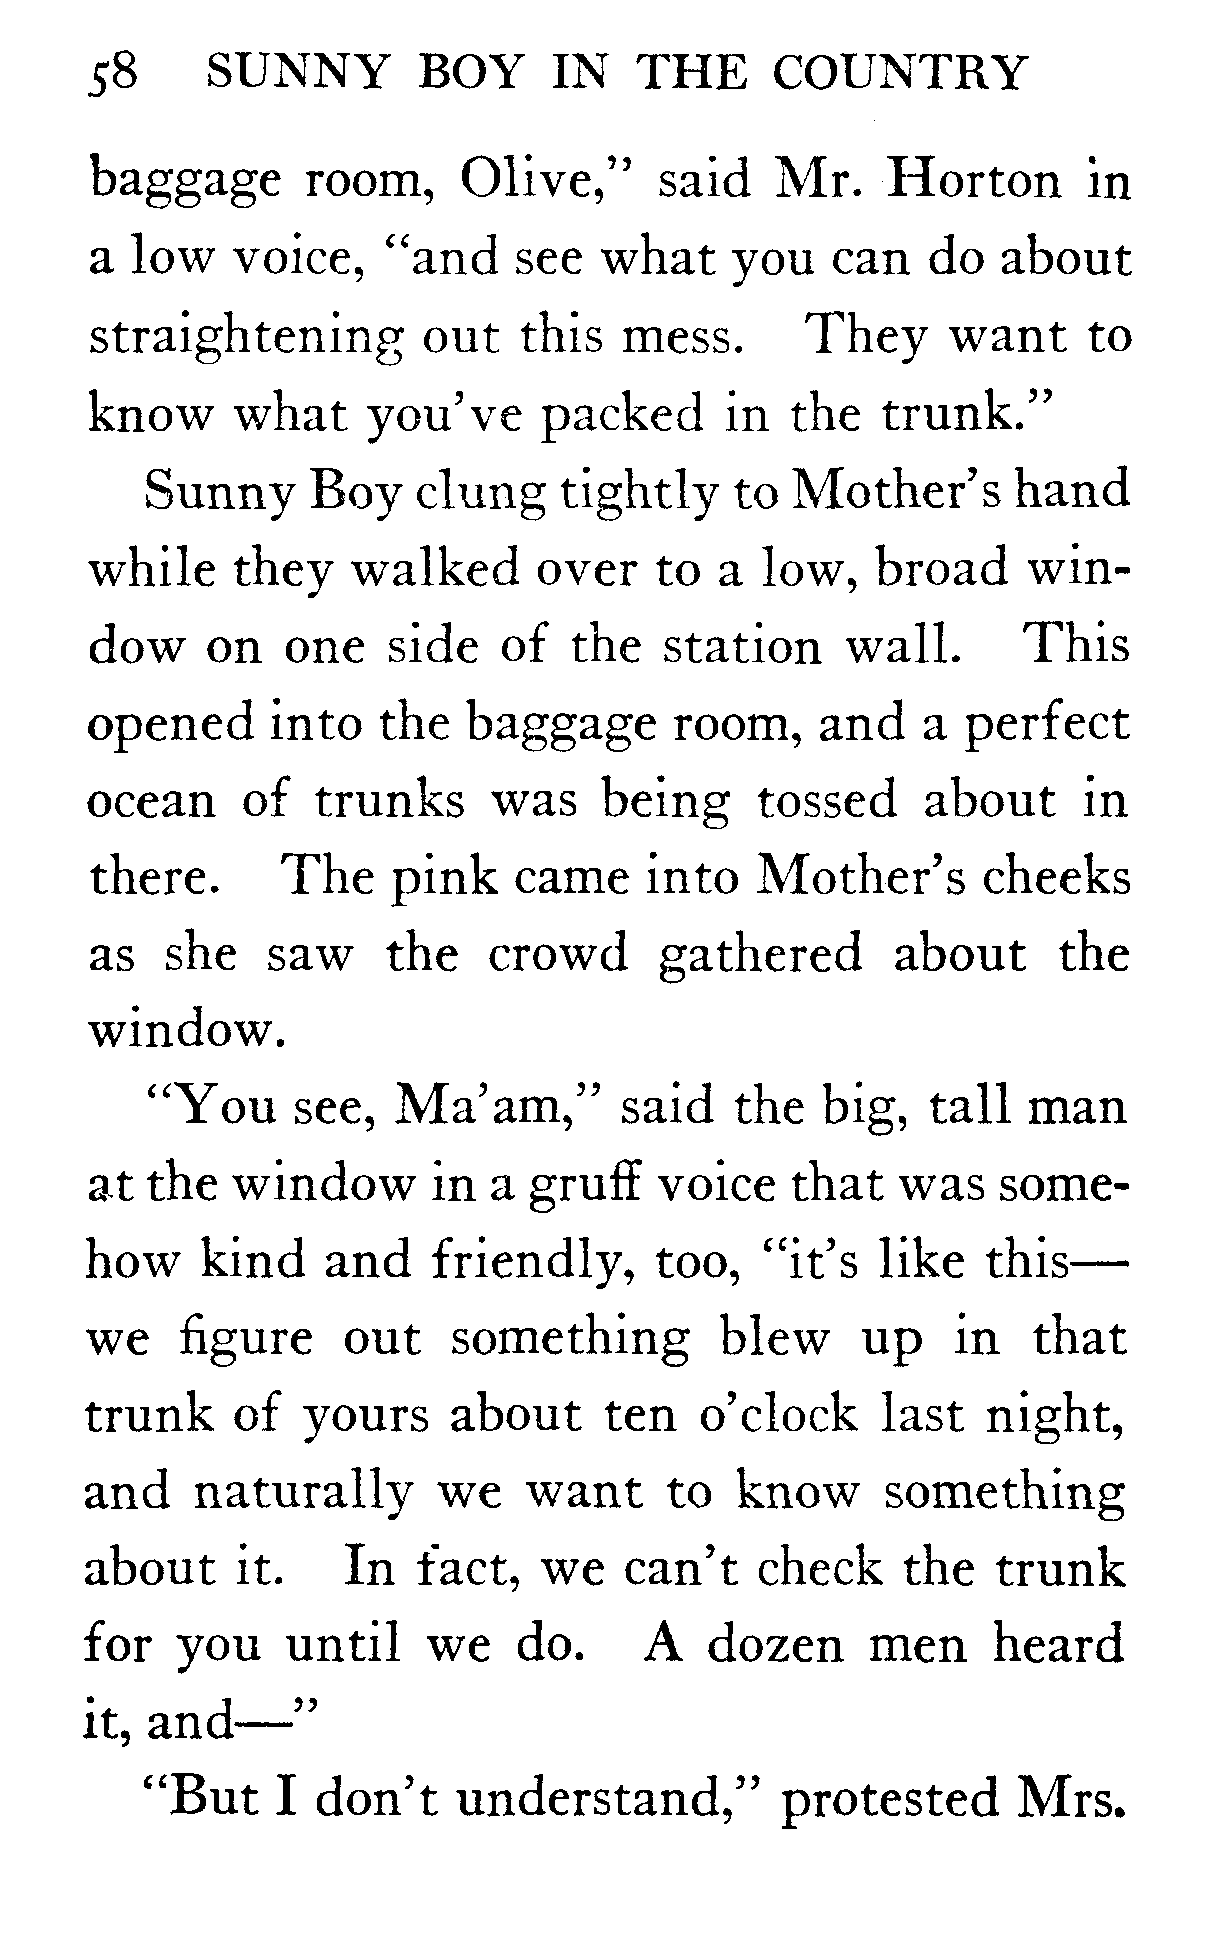 58 SUNNY BOY IN THE COUNTRY
baggage room, Olive,” said Mr. Horton in
a low voice, “and see what you can do about
straightening out this mess. They want to
know what you’ve packed in the trunk.”
Sunny Boy clung tightly to Mother’s hand
while they walked over to a low, broad win-
dow on one side of the station wall. This
opened into the baggage room, and a perfect
ocean of trunks was being tossed about in
there. The pink came into Mother’s cheeks
as she saw the crowd gathered about the
window.
“You see, Ma’am,” said the big, tall man
at the window in a gruff voice that was some-
how kind and friendly, too, “it’s like this—
we figure out something blew up in that
trunk of yours about ten o’clock last night,
and naturally we want to know something
about it. In fact, we can’t check the trunk
for you until we do. A dozen men heard
it, and—”
“But I don’t understand,” protested Mrs.